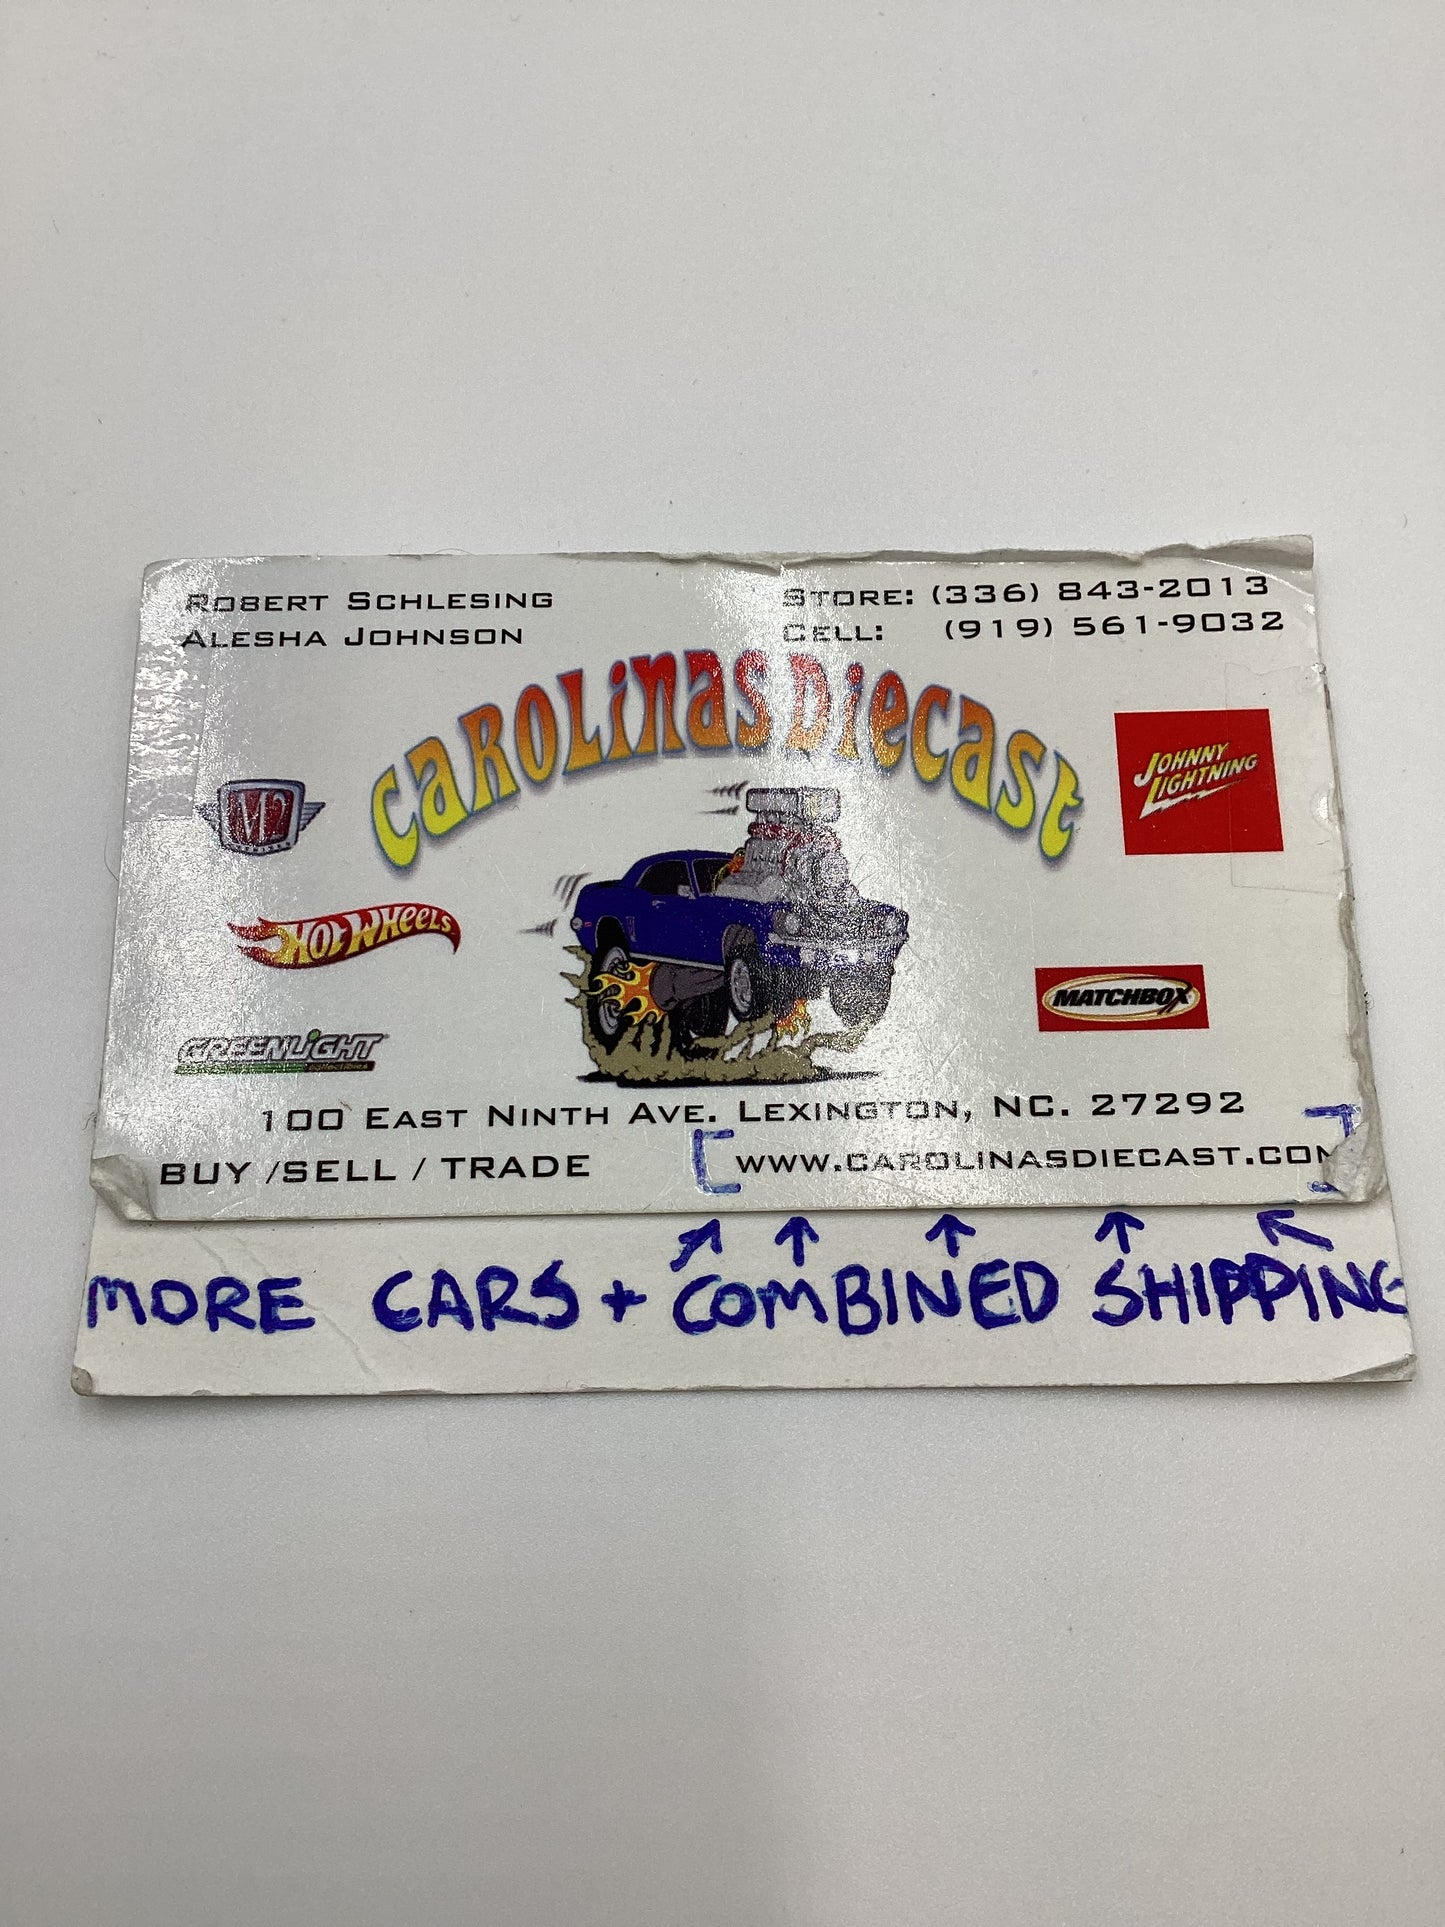 ROBERT SCHLESING
ALESHA JOHNSON
STORE: (336) 843-2013
CELL: (919) 561-9032
CAROLINAS DIECAST
M2
MACHINES
JOHNNY
LIGHTNING
HOT WHEELS
MATCHBOX
GREENLIGHT
collectibles
100 EAST NINTH AVE. LEXINGTON, NC. 27292
BUY /SELL / TRADE
[WWW.CAROLINASDIECAST.COM]
↗ ↑ ↑ ↑ ↖
MORE CARS + COMBINED SHIPPING